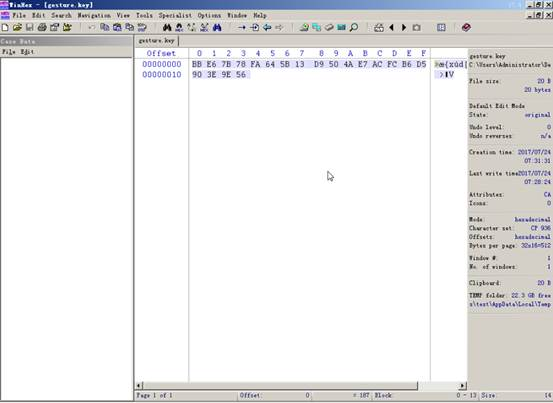 WinHex - [gesture.key]
File Edit Search Navigation View Tools Specialist Options Window Help
Case Data
File Edit
gesture.key
Offset 0 1 2 3 4 5 6 7 8 9 A B C D E F
00000000 BB E6 7B 78 FA 64 5B 13 D9 50 4A E7 AC FC B6 D5
00000010 90 3E 9E 56
gesture.key
C:\Users\Administrator\De
File size: 20 B
20 bytes
Default Edit Mode
State: original
Undo level: 0
Undo reverses: n/a
Creation time: 2017/07/24
07:31:31
Last write time2017/07/24
07:28:24
Attributes: CA
Icons: 0
Mode: hexadecimal
Character set: CP 936
Offsets: hexadecimal
Bytes per page: 32x16=512
Window #: 1
No. of windows: 1
Clipboard: 20 B
TEMP folder: 22.3 GB free
s\test\AppData\Local\Temp
Page 1 of 1 Offset: 0 = 187 Block: 0 - 13 Size: 14